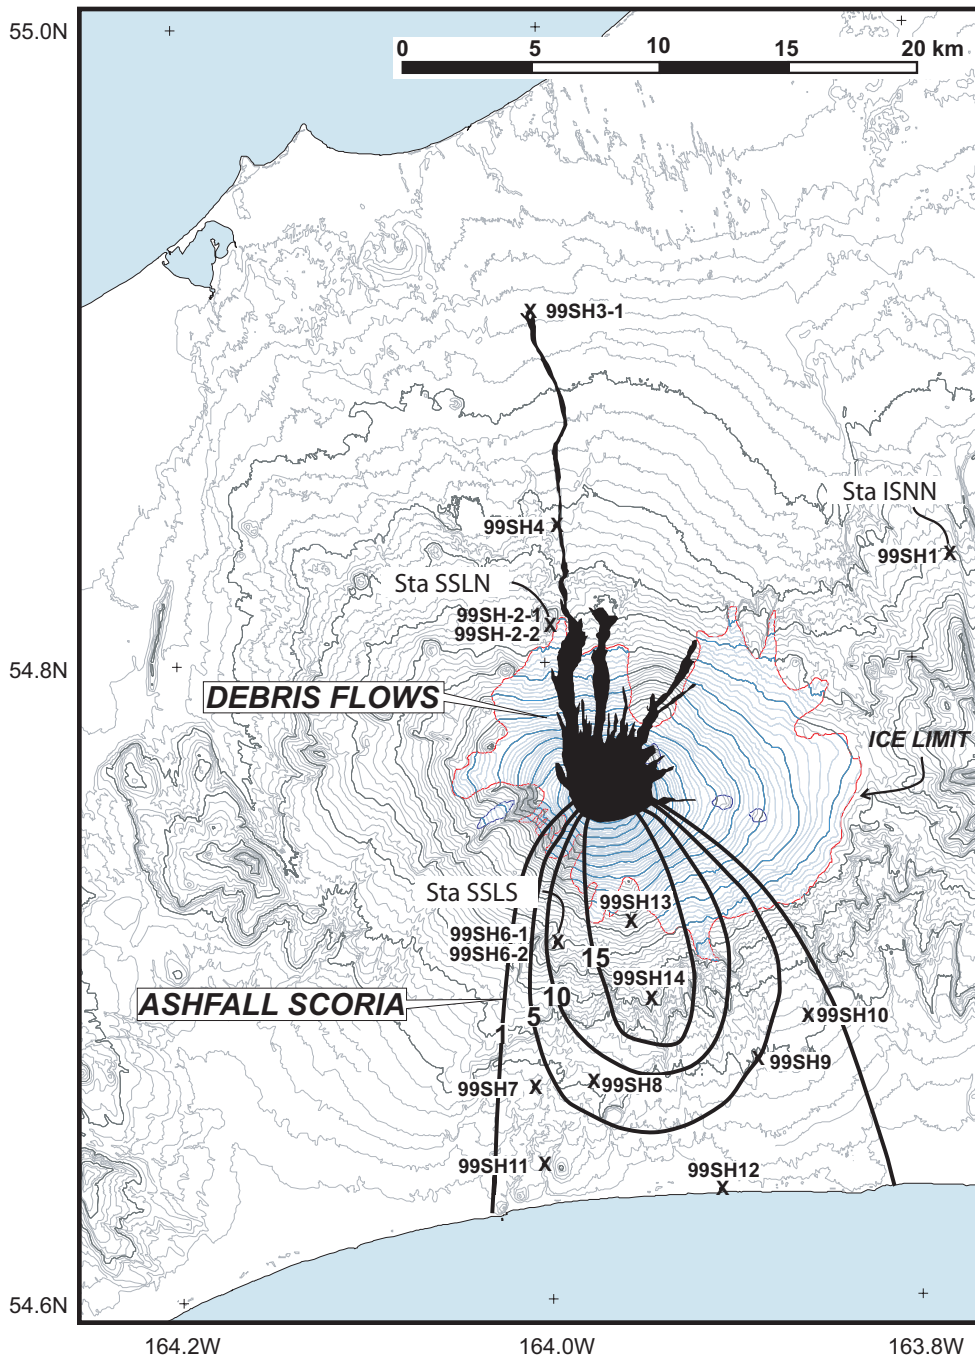 55.0N
0 5 10 15 20 km
99SH3-1
Sta ISNN
99SH4
99SH1
Sta SSLN
99SH-2-1
99SH-2-2
54.8N
DEBRIS FLOWS
ICE LIMIT
Sta SSLS
99SH13
99SH6-1
99SH6-2
15
99SH14
10
ASHFALL SCORIA
5
1
99SH10
99SH9
99SH8
99SH7
99SH11
99SH12
54.6N
164.2W 164.0W 163.8W